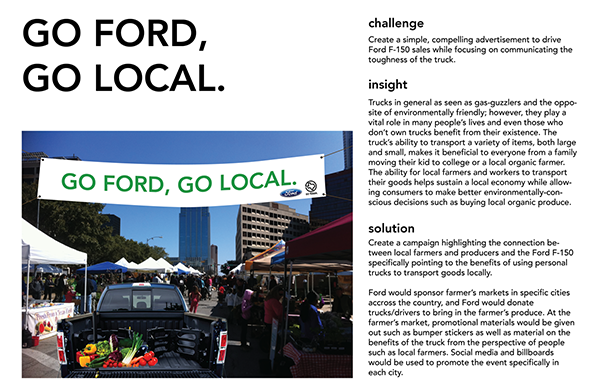 GO FORD,
GO LOCAL.
GO FORD, GO LOCAL.
Ford
challenge
Create a simple, compelling advertisement to drive
Ford F-150 sales while focusing on communicating the
toughness of the truck.
insight
Trucks in general as seen as gas-guzzlers and the oppo-
site of environmentally friendly; however, they play a
vital role in many people's lives and even those who
don't own trucks benefit from their existence. The
truck's ability to transport a variety of items, both large
and small, makes it beneficial to everyone from a family
moving their kid to college or a local organic farmer.
The ability for local farmers and workers to transport
their goods helps sustain a local economy while allow-
ing consumers to make better environmentally-con-
scious decisions such as buying local organic produce.
solution
Create a campaign highlighting the connection be-
tween local farmers and producers and the Ford F-150
specifically pointing to the benefits of using personal
trucks to transport goods locally.
Ford would sponsor farmer's markets in specific cities
accross the country, and Ford would donate
trucks/drivers to bring in the farmer's produce. At the
farmer's market, promotional materials would be given
out such as bumper stickers as well as material on the
benefits of the truck from the perspective of people
such as local farmers. Social media and billboards
would be used to promote the event specifically in
each city.